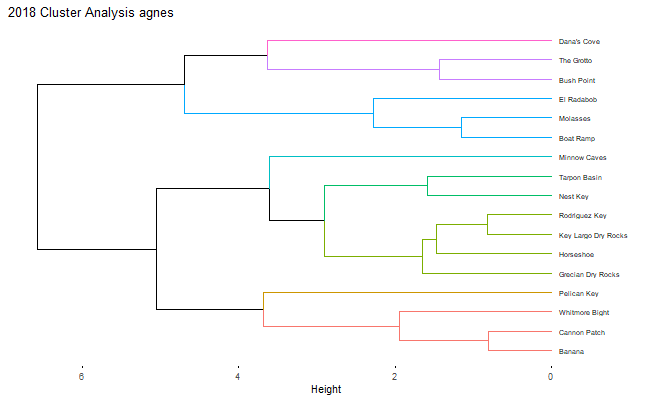 2018 Cluster Analysis agnes
Dana's Cove
The Grotto
Bush Point
El Radabob
Molasses
Boat Ramp
Minnow Caves
Tarpon Basin
Nest Key
Rodriguez Key
Key Largo Dry Rocks
Horseshoe
Grecian Dry Rocks
Pelican Key
Whitmore Bight
Cannon Patch
Banana
6 4 2 0
Height